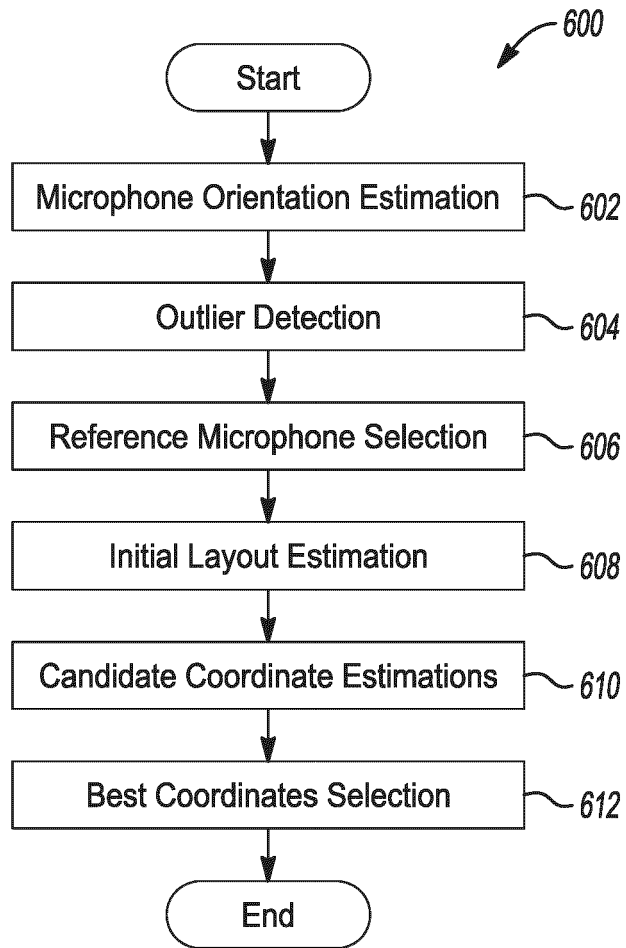 600
Start
Microphone Orientation Estimation 602
Outlier Detection 604
Reference Microphone Selection 606
Initial Layout Estimation 608
Candidate Coordinate Estimations 610
Best Coordinates Selection 612
End